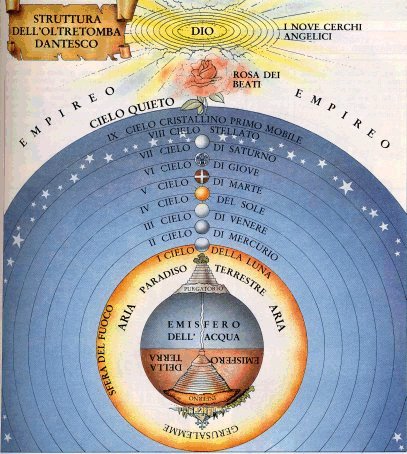 STRUTTURA
DELL'OLTRETOMBA
DANTESCO
DIO
I NOVE CERCHI
ANGELICI
ROSA DEI
BEATI
EMPIREO
EMPIREO
CIELO QUIETO
IX CIELO CRISTALLINO PRIMO MOBILE
VIII CIELO STELLATO
VII CIELO DI SATURNO
VI CIELO DI GIOVE
V CIELO DI MARTE
IV CIELO DEL SOLE
III CIELO DI VENERE
II CIELO DI MERCURIO
I CIELO DELLA LUNA
PARADISO TERRESTRE
PURGATORIO
ARIA
ARIA
SFERA DEL FUOCO
EMISFERO
DELL' ACQUA
EMISFERO
DELLA
TERRA
INFERNO
GERUSALEMME